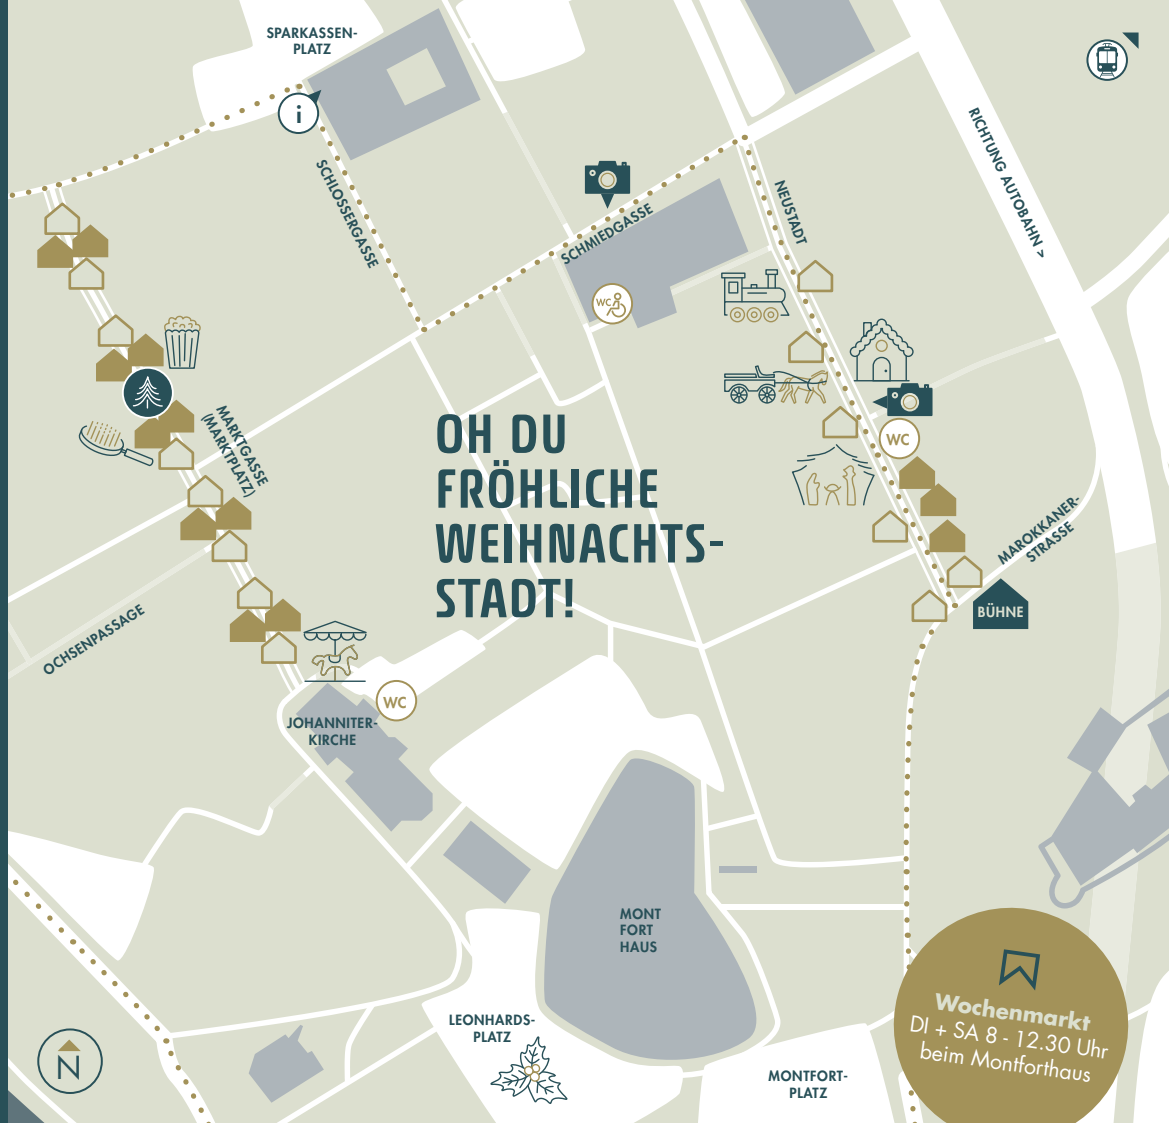 SPARKASSEN-
PLATZ
i
SCHLOSSERGASSE
SCHMIEDGASSE
NEUSTADT
RICHTUNG AUTOBAHN >
WC
MARKTGASSE
(MARKTPLATZ)
OH DU
FRÖHLICHE
WEIHNACHTS-
STADT!
WC
MAROKKANER-
STRASSE
BÜHNE
OCHSENPASSAGE
JOHANNITER-
KIRCHE
WC
MONT
FORT
HAUS
LEONHARDS-
PLATZ
MONTFORT-
PLATZ
Wochenmarkt
DI + SA 8 - 12.30 Uhr
beim Montforthaus
N